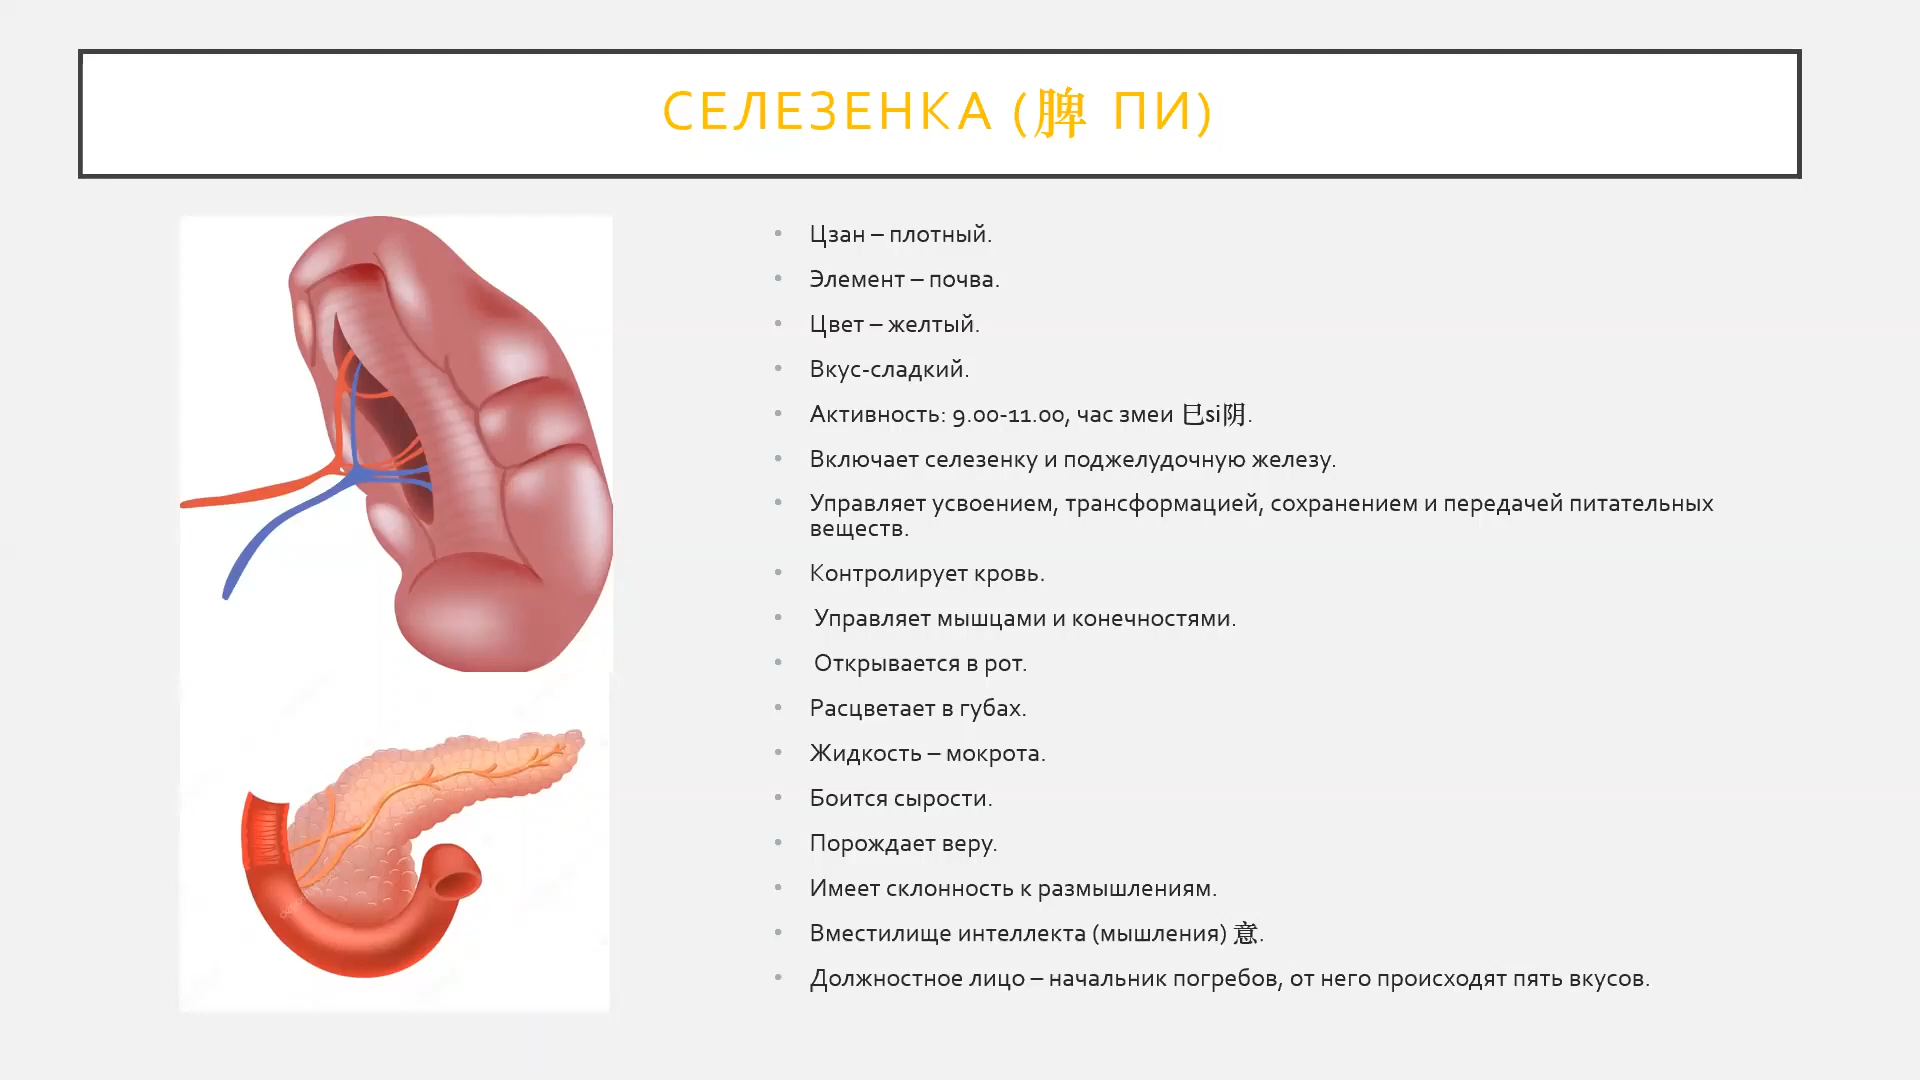 СЕЛЕЗЕНКА (脾 ПИ)
• Цзан – плотный.
• Элемент – почва.
• Цвет – желтый.
• Вкус-сладкий.
• Активность: 9.00-11.00, час змеи 巳si阴.
• Включает селезенку и поджелудочную железу.
• Управляет усвоением, трансформацией, сохранением и передачей питательных
веществ.
• Контролирует кровь.
• Управляет мышцами и конечностями.
• Открывается в рот.
• Расцветает в губах.
• Жидкость – мокрота.
• Боится сырости.
• Порождает веру.
• Имеет склонность к размышлениям.
• Вместилище интеллекта (мышления) 意.
• Должностное лицо – начальник погребов, от него происходят пять вкусов.